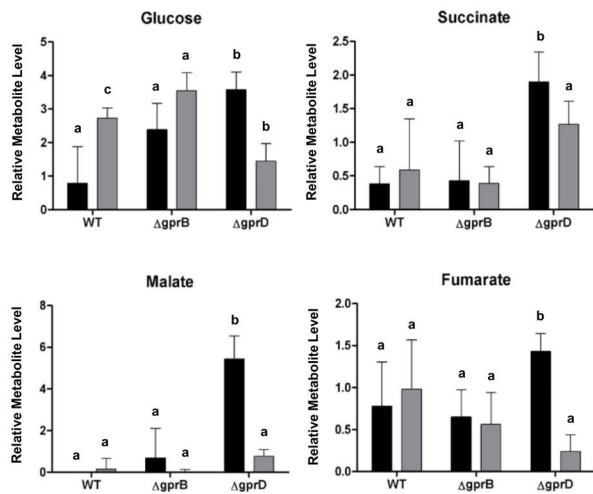 Glucose
Relative Metabolite Level
5
4
3
2
1
0
a
c
a
a
b
b
WT
ΔgprB
ΔgprD
Succinate
Relative Metabolite Level
2.5
2.0
1.5
1.0
0.5
0.0
a
a
a
a
b
a
WT
ΔgprB
ΔgprD
Malate
Relative Metabolite Level
8
6
4
2
0
a
a
a
a
b
a
WT
ΔgprB
ΔgprD
Fumarate
Relative Metabolite Level
2.0
1.5
1.0
0.5
0.0
a
a
a
a
b
a
WT
ΔgprB
ΔgprD